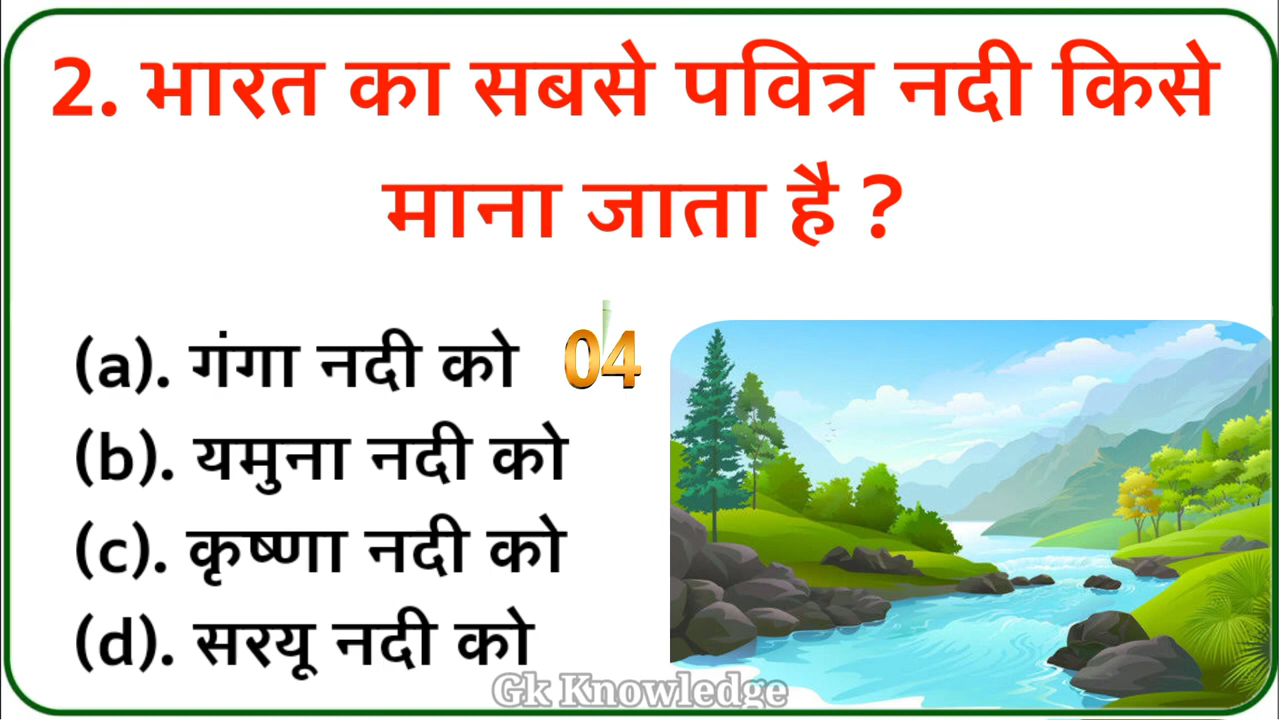 2. भारत का सबसे पवित्र नदी किसे
माना जाता है ?
(a). गंगा नदी को
04
(b). यमुना नदी को
(c). कृष्णा नदी को
(d). सरयू नदी को
Gk Knowledge